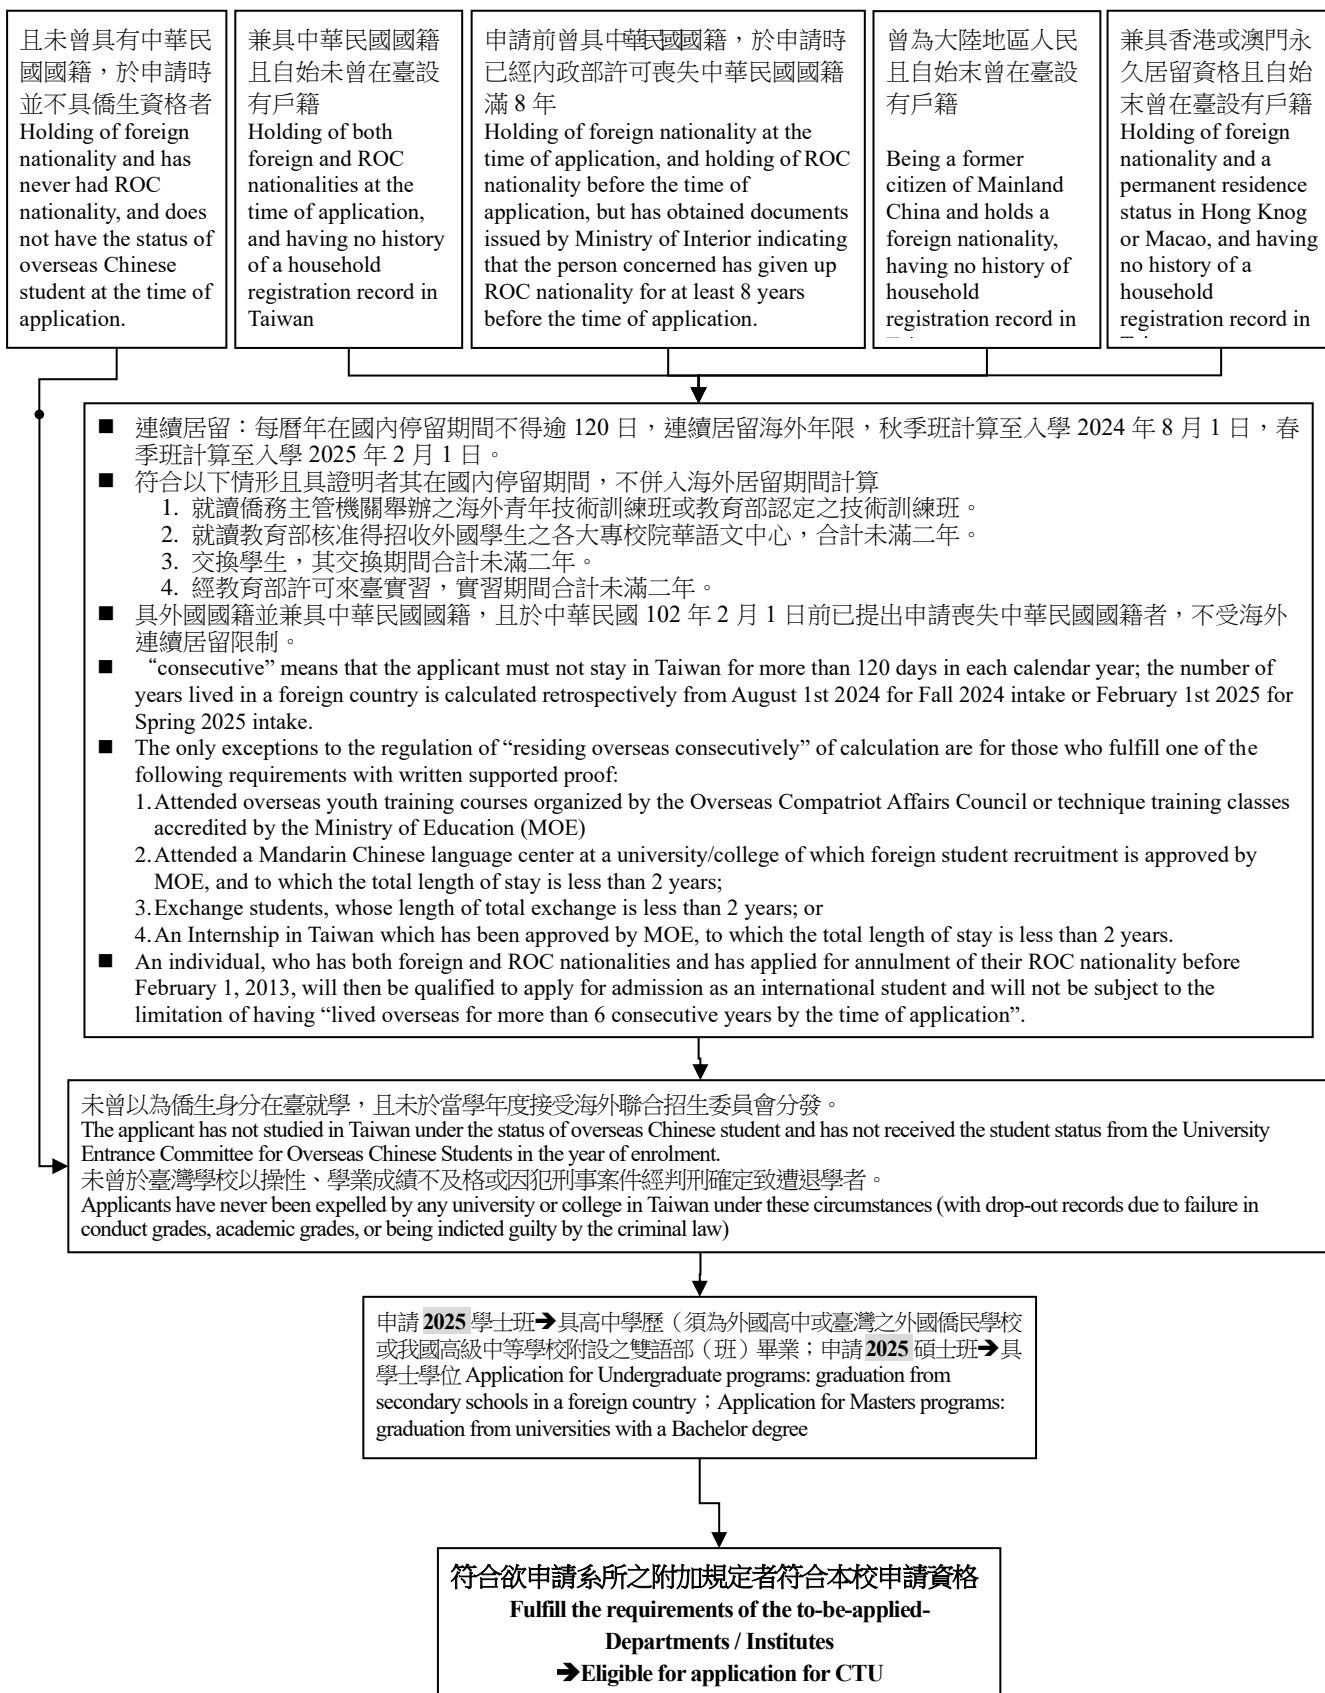 且未曾具有中華民
國國籍，於申請時
並不具僑生資格者
Holding of foreign
nationality and has
never had ROC
nationality, and does
not have the status of
overseas Chinese
student at the time of
application.
兼具中華民國國籍
且自始未曾在臺設
有戶籍
Holding of both
foreign and ROC
nationalities at the
time of application,
and having no history
of a household
registration record in
Taiwan
申請前曾具中華民國國籍，於申請時
已經內政部許可喪失中華民國國籍
滿 8 年
Holding of foreign nationality at the
time of application, and holding of ROC
nationality before the time of
application, but has obtained documents
issued by Ministry of Interior indicating
that the person concerned has given up
ROC nationality for at least 8 years
before the time of application.
曾為大陸地區人民
且自始未曾在臺設
有戶籍
Being a former
citizen of Mainland
China and holds a
foreign nationality,
having no history of
household
registration record in
兼具香港或澳門永
久居留資格且自始
未曾在臺設有戶籍
Holding of foreign
nationality and a
permanent residence
status in Hong Knog
or Macao, and having
no history of a
household
registration record in
■ 連續居留：每曆年在國內停留期間不得逾 120 日，連續居留海外年限，秋季班計算至入學 2024 年 8 月 1 日，春
季班計算至入學 2025 年 2 月 1 日。
■ 符合以下情形且具證明者其在國內停留期間，不併入海外居留期間計算
1. 就讀僑務主管機關舉辦之海外青年技術訓練班或教育部認定之技術訓練班。
2. 就讀教育部核准得招收外國學生之各大專校院華語文中心，合計未滿二年。
3. 交換學生，其交換期間合計未滿二年。
4. 經教育部許可來臺實習，實習期間合計未滿二年。
■ 具外國國籍並兼具中華民國國籍，且於中華民國 102 年 2 月 1 日前已提出申請喪失中華民國國籍者，不受海外
連續居留限制。
■ “consecutive” means that the applicant must not stay in Taiwan for more than 120 days in each calendar year; the number of
years lived in a foreign country is calculated retrospectively from August 1st 2024 for Fall 2024 intake or February 1st 2025 for
Spring 2025 intake.
■ The only exceptions to the regulation of “residing overseas consecutively” of calculation are for those who fulfill one of the
following requirements with written supported proof:
1. Attended overseas youth training courses organized by the Overseas Compatriot Affairs Council or technique training classes
accredited by the Ministry of Education (MOE)
2. Attended a Mandarin Chinese language center at a university/college of which foreign student recruitment is approved by
MOE, and to which the total length of stay is less than 2 years;
3. Exchange students, whose length of total exchange is less than 2 years; or
4. An Internship in Taiwan which has been approved by MOE, to which the total length of stay is less than 2 years.
■ An individual, who has both foreign and ROC nationalities and has applied for annulment of their ROC nationality before
February 1, 2013, will then be qualified to apply for admission as an international student and will not be subject to the
limitation of having “lived overseas for more than 6 consecutive years by the time of application”.
未曾以為僑生身分在臺就學，且未於當學年度接受海外聯合招生委員會分發。
The applicant has not studied in Taiwan under the status of overseas Chinese student and has not received the student status from the University
Entrance Committee for Overseas Chinese Students in the year of enrolment.
未曾於臺灣學校以操性、學業成績不及格或因犯刑事案件經判刑確定致遭退學者。
Applicants have never been expelled by any university or college in Taiwan under these circumstances (with drop-out records due to failure in
conduct grades, academic grades, or being indicted guilty by the criminal law)
申請 2025 學士班➔具高中學歷（須為外國高中或臺灣之外國僑民學校
或我國高級中等學校附設之雙語部（班）畢業；申請 2025 碩士班➔具
學士學位 Application for Undergraduate programs: graduation from
secondary schools in a foreign country；Application for Masters programs:
graduation from universities with a Bachelor degree
符合欲申請系所之附加規定者符合本校申請資格
Fulfill the requirements of the to-be-applied-
Departments / Institutes
➔Eligible for application for CTU